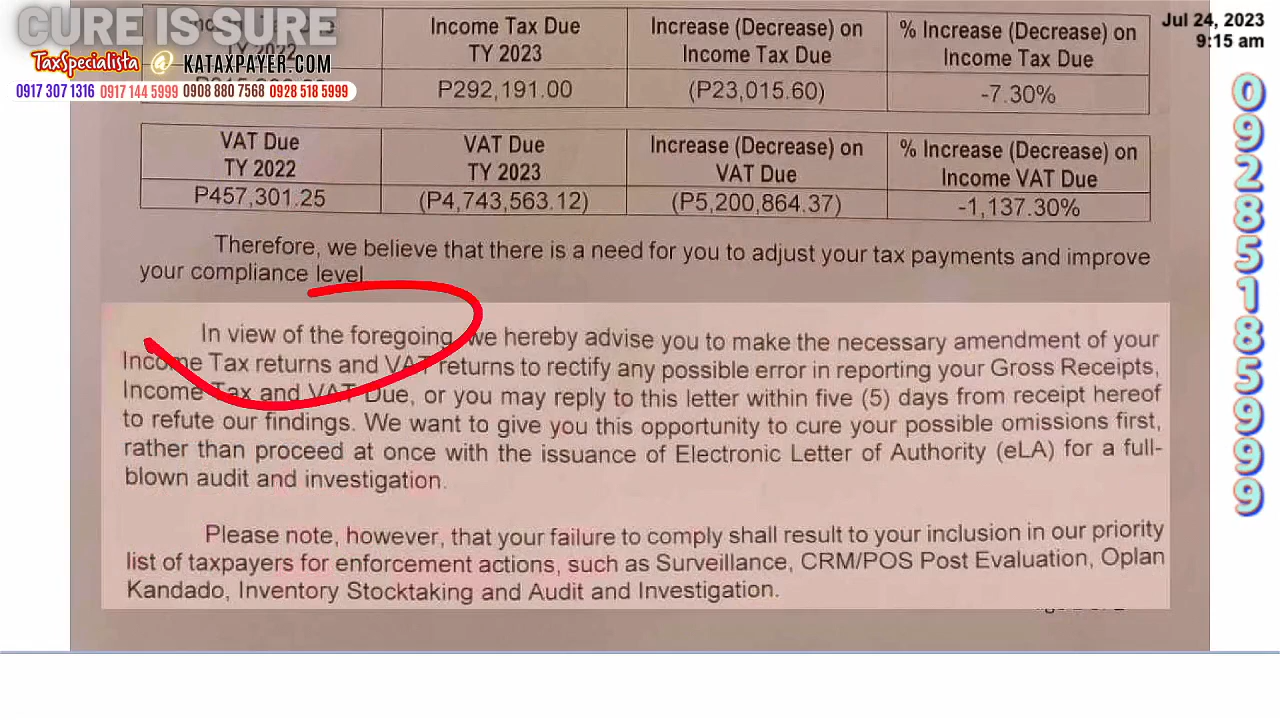 CURE IS SURE
TaxSpecialista @ KATAXPAYER.COM
0917 307 1316 0917 144 5999 0908 880 7568 0928 518 5999
Jul 24, 2023
9:15 am
09285185999
Income Tax Due TY 2023
Increase (Decrease) on Income Tax Due
% Increase (Decrease) on Income Tax Due
P292,191.00
(P23,015.60)
-7.30%
VAT Due TY 2022
VAT Due TY 2023
Increase (Decrease) on VAT Due
% Increase (Decrease) on Income VAT Due
P457,301.25
(P4,743,563.12)
(P5,200,864.37)
-1,137.30%
Therefore, we believe that there is a need for you to adjust your tax payments and improve
your compliance level
In view of the foregoing, we hereby advise you to make the necessary amendment of your
Income Tax returns and VAT returns to rectify any possible error in reporting your Gross Receipts,
Income Tax and VAT Due, or you may reply to this letter within five (5) days from receipt hereof
to refute our findings. We want to give you this opportunity to cure your possible omissions first,
rather than proceed at once with the issuance of Electronic Letter of Authority (eLA) for a full-
blown audit and investigation.
Please note, however, that your failure to comply shall result to your inclusion in our priority
list of taxpayers for enforcement actions, such as Surveillance, CRM/POS Post Evaluation, Oplan
Kandado, Inventory Stocktaking and Audit and Investigation.